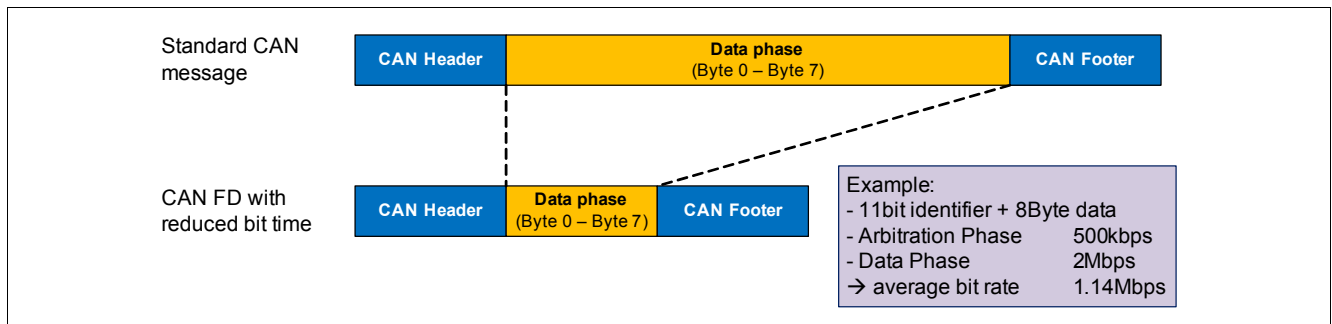 Standard CAN
message
CAN Header
Data phase
(Byte 0 – Byte 7)
CAN Footer
CAN FD with
reduced bit time
CAN Header
Data phase
(Byte 0 – Byte 7)
CAN Footer
Example:
- 11bit identifier + 8Byte data
- Arbitration Phase 500kbps
- Data Phase 2Mbps
→ average bit rate 1.14Mbps